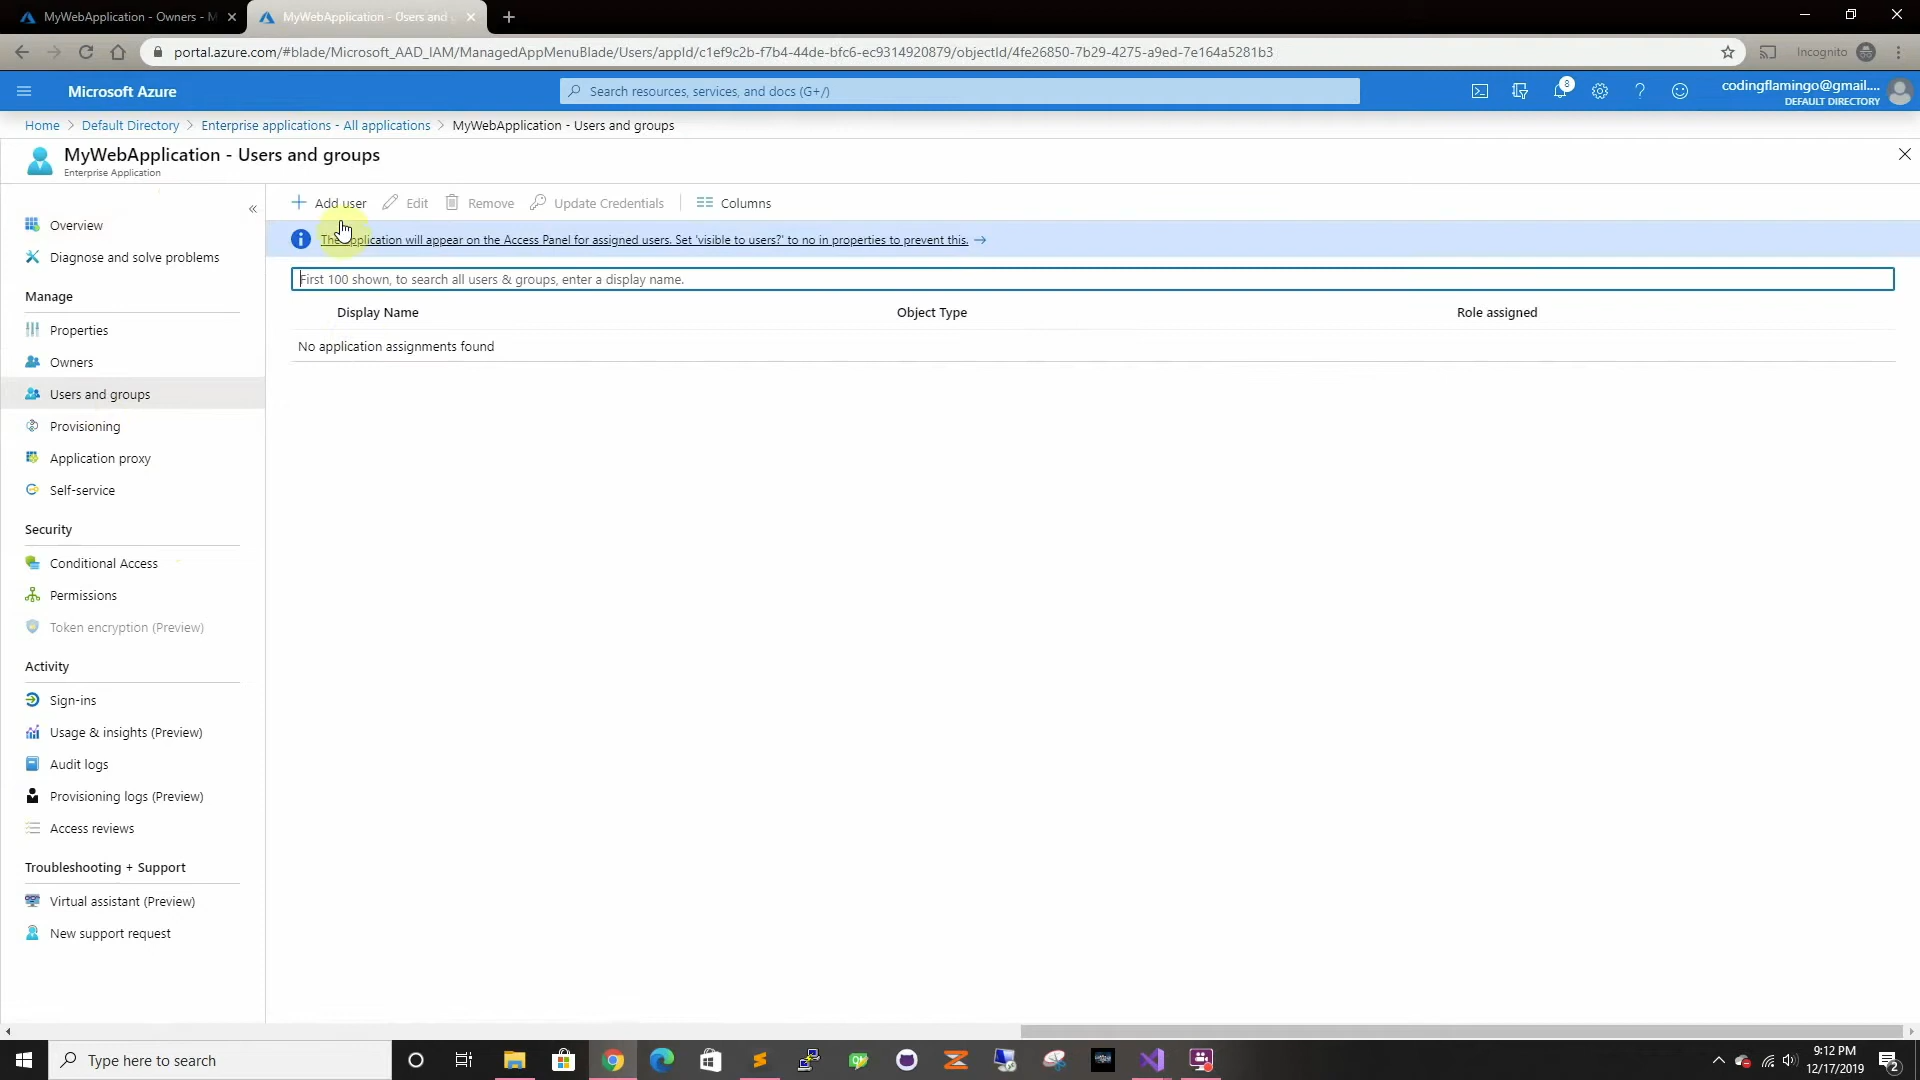 MyWebApplication - Owners - M
MyWebApplication - Users and
portal.azure.com/#blade/Microsoft_AAD_IAM/ManagedAppMenuBlade/Users/appId/c1ef9c2b-f7b4-44de-bfc6-ec9314920879/objectId/4fe26850-7b29-4275-a9ed-7e164a5281b3
Incognito
Microsoft Azure
Search resources, services, and docs (G+/)
8
codingflamingo@gmail....
DEFAULT DIRECTORY
Home > Default Directory > Enterprise applications - All applications > MyWebApplication - Users and groups
MyWebApplication - Users and groups
Enterprise Application
Add user Edit Remove Update Credentials Columns
The application will appear on the Access Panel for assigned users. Set 'visible to users?' to no in properties to prevent this.
First 100 shown, to search all users & groups, enter a display name.
Display Name Object Type Role assigned
No application assignments found
Overview
Diagnose and solve problems
Manage
Properties
Owners
Users and groups
Provisioning
Application proxy
Self-service
Security
Conditional Access
Permissions
Token encryption (Preview)
Activity
Sign-ins
Usage & insights (Preview)
Audit logs
Provisioning logs (Preview)
Access reviews
Troubleshooting + Support
Virtual assistant (Preview)
New support request
Type here to search
9:12 PM
12/17/2019
2